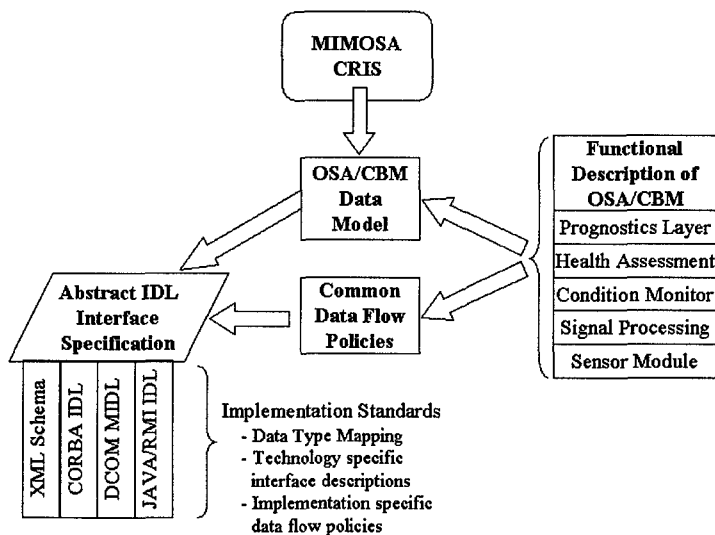 MIMOSA
CRIS
OSA/CBM
Data
Model
Functional
Description of
OSA/CBM
Prognostics Layer
Health Assessment
Condition Monitor
Signal Processing
Sensor Module
Abstract IDL
Interface
Specification
Common
Data Flow
Policies
XML Schema
CORBA IDL
DCOM MIDL
JAVA/RMI IDL
Implementation Standards
- Data Type Mapping
- Technology specific
interface descriptions
- Implementation specific
data flow policies